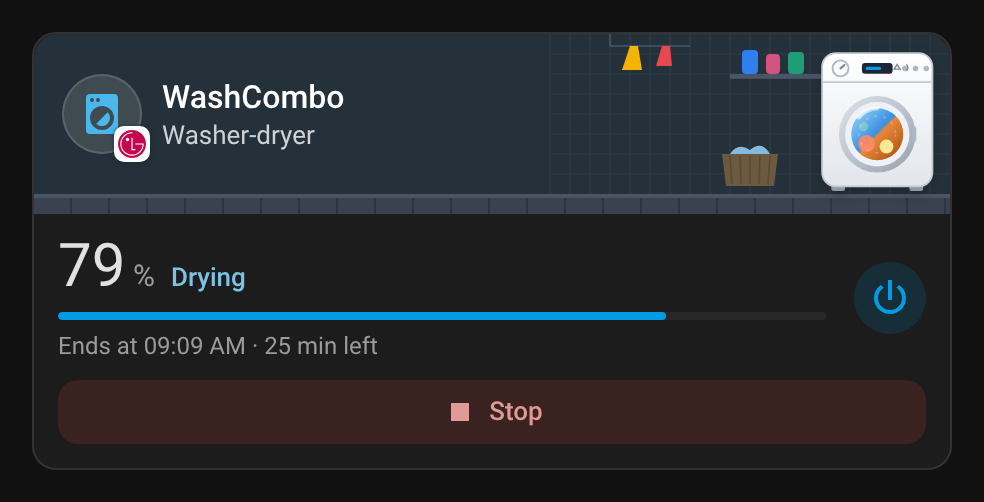 WashCombo
Washer-dryer
79 % Drying
Ends at 09:09 AM · 25 min left
Stop